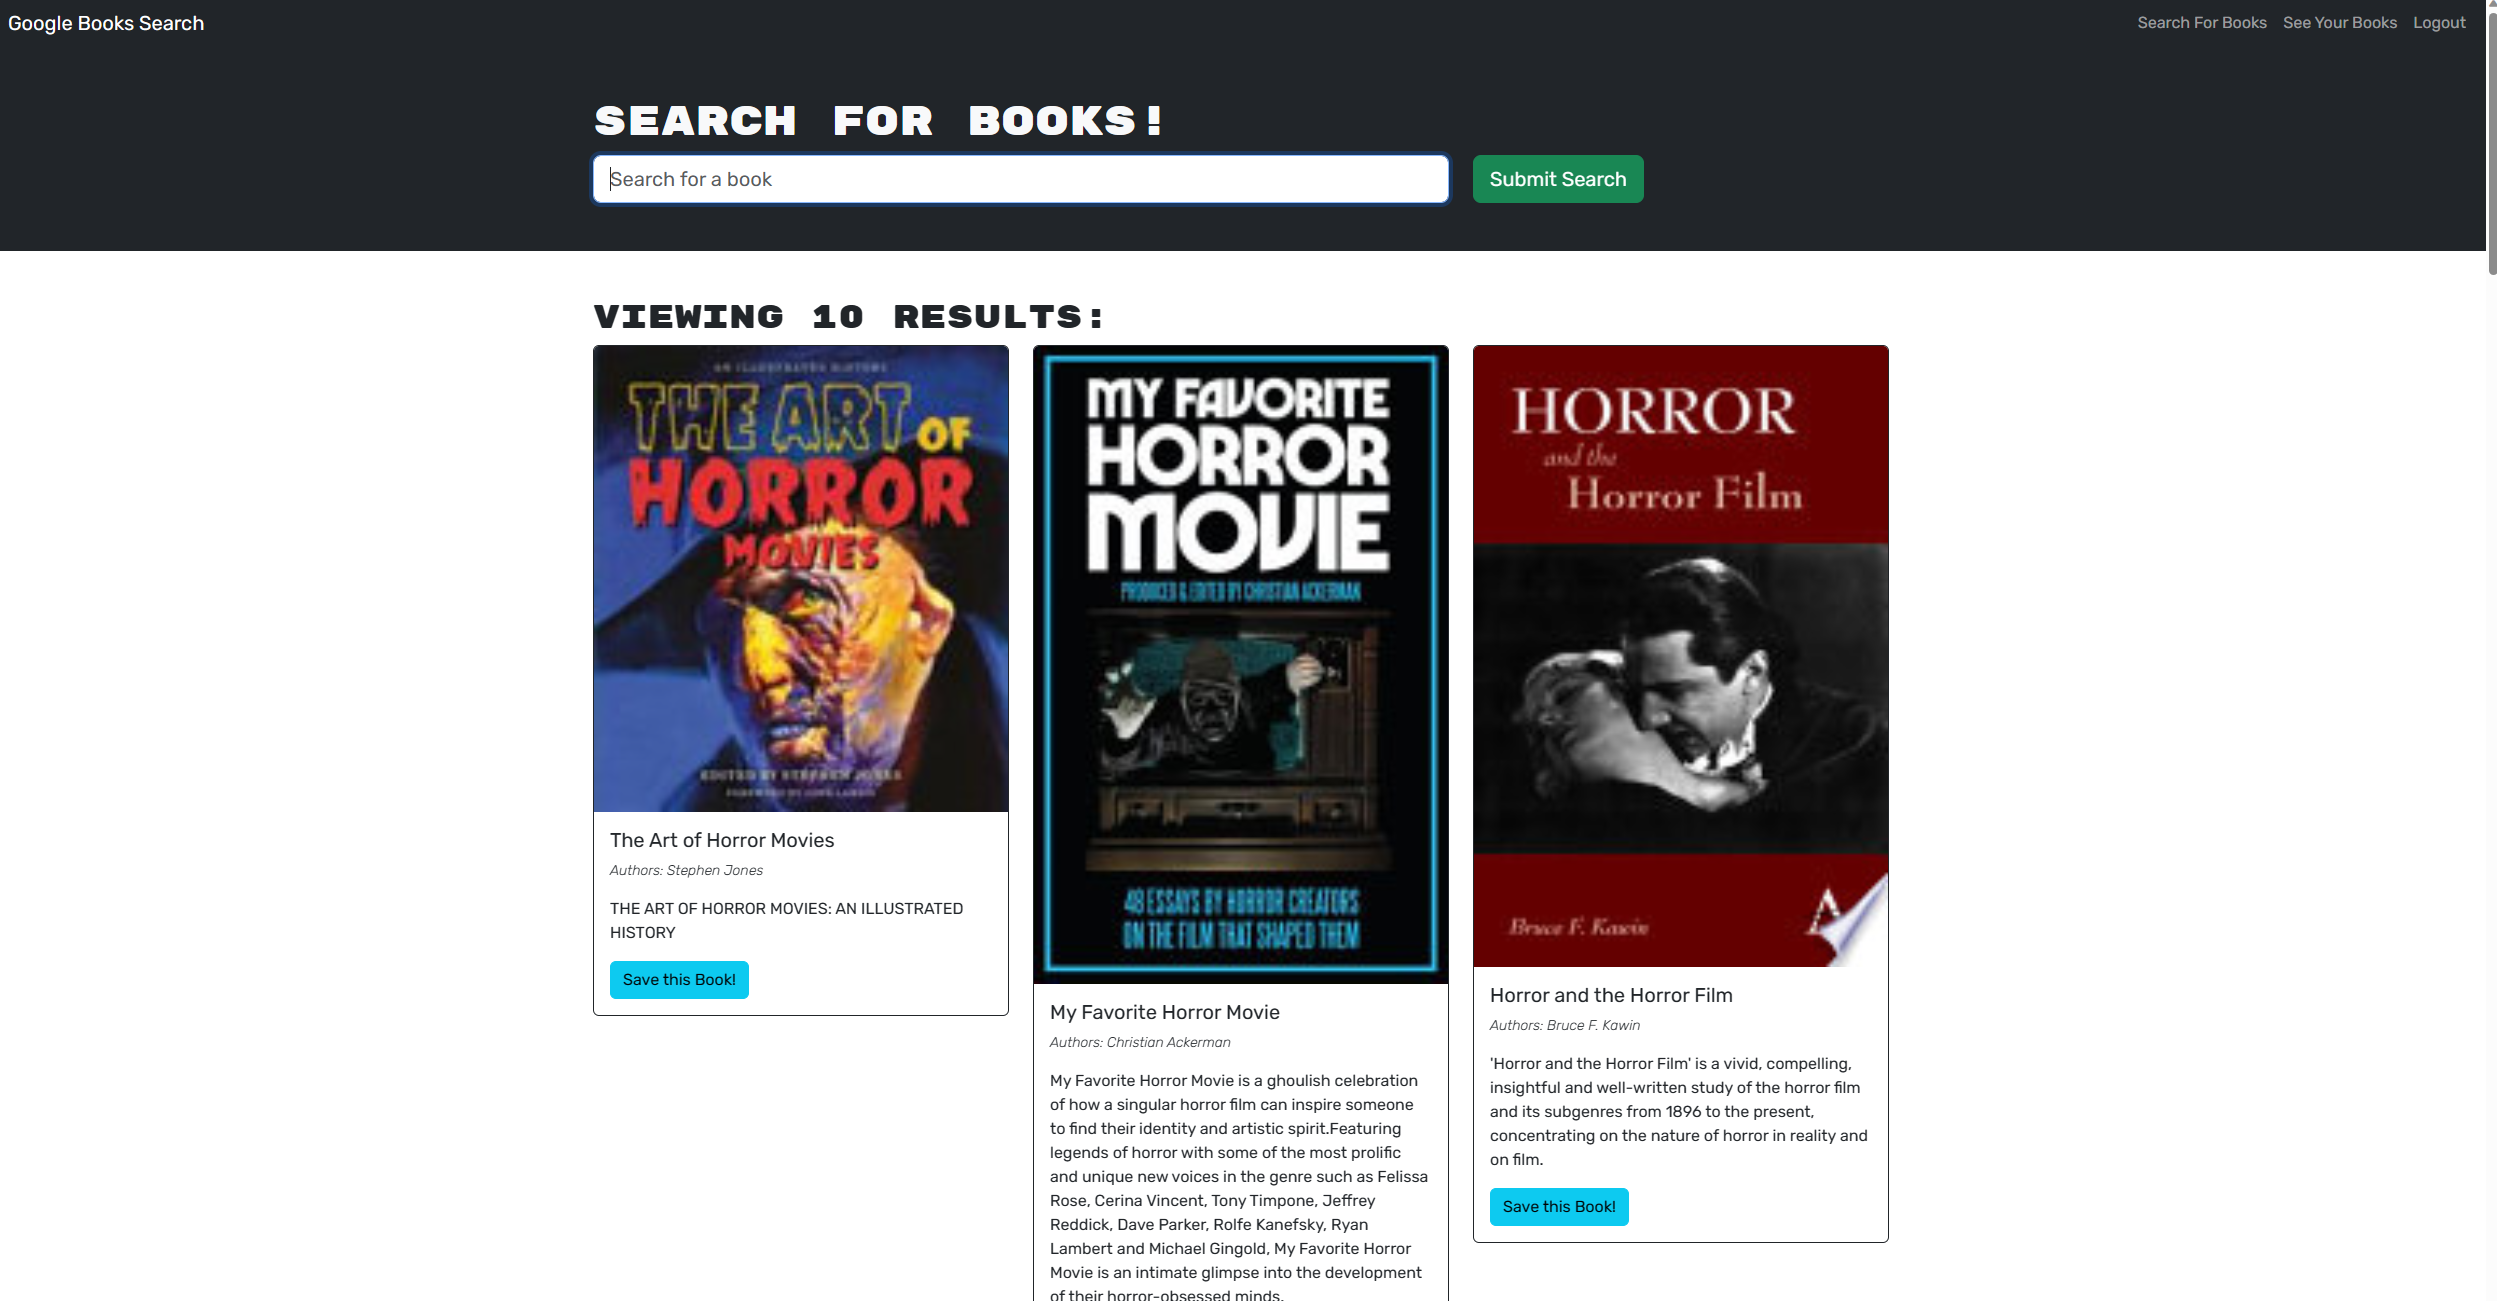 Google Books Search
Search For Books
See Your Books
Logout
SEARCH FOR BOOKS!
Search for a book
Submit Search
VIEWING 10 RESULTS:
AN ILLUSTRATED HISTORY
THE ART OF
HORROR
MOVIES
EDITED BY STEPHEN JONES
The Art of Horror Movies
Authors: Stephen Jones
THE ART OF HORROR MOVIES: AN ILLUSTRATED
HISTORY
Save this Book!
MY FAVORITE
HORROR
MOVIE
PRODUCED & EDITED BY CHRISTIAN ACKERMAN
48 ESSAYS BY HORROR CREATORS
ON THE FILM THAT SHAPED THEM
My Favorite Horror Movie
Authors: Christian Ackerman
My Favorite Horror Movie is a ghoulish celebration
of how a singular horror film can inspire someone
to find their identity and artistic spirit.Featuring
legends of horror with some of the most prolific
and unique new voices in the genre such as Felissa
Rose, Cerina Vincent, Tony Timpone, Jeffrey
Reddick, Dave Parker, Rolfe Kanefsky, Ryan
Lambert and Michael Gingold, My Favorite Horror
Movie is an intimate glimpse into the development
of their horror-obsessed minds.
HORROR
and the
Horror Film
Bruce F. Kawin
A
Horror and the Horror Film
Authors: Bruce F. Kawin
'Horror and the Horror Film' is a vivid, compelling,
insightful and well-written study of the horror film
and its subgenres from 1896 to the present,
concentrating on the nature of horror in reality and
on film.
Save this Book!